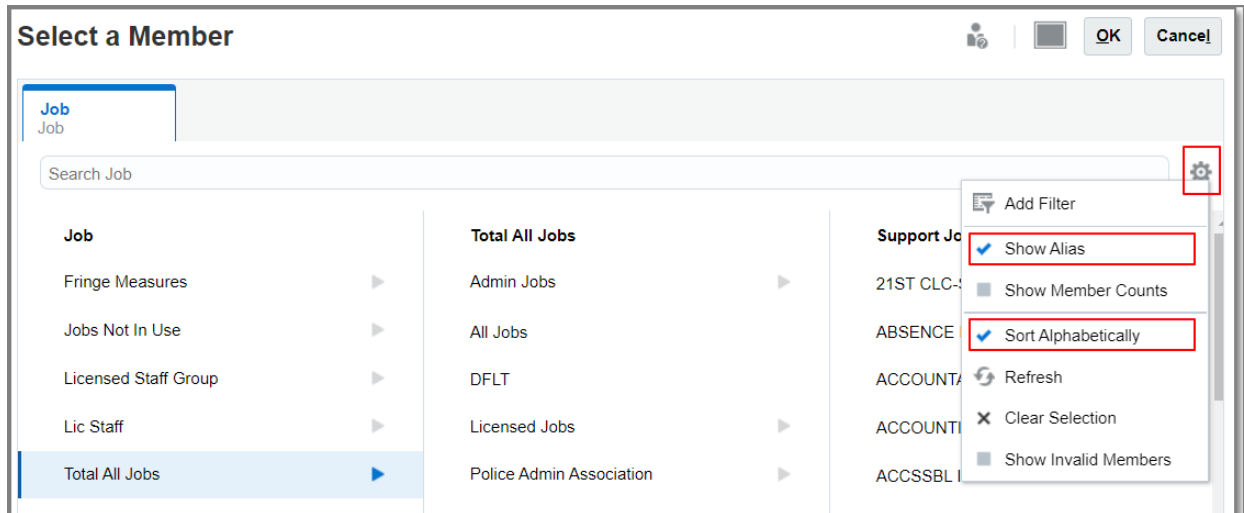 Select a Member
OK
Cancel
Job
Job
Search Job
Job
Fringe Measures
Jobs Not In Use
Licensed Staff Group
Lic Staff
Total All Jobs
Total All Jobs
Admin Jobs
All Jobs
DFLT
Licensed Jobs
Police Admin Association
Support Jo
21ST CLC-
ABSENCE
ACCOUNTA
ACCOUNTI
ACCSSBL
Add Filter
Show Alias
Show Member Counts
Sort Alphabetically
Refresh
Clear Selection
Show Invalid Members